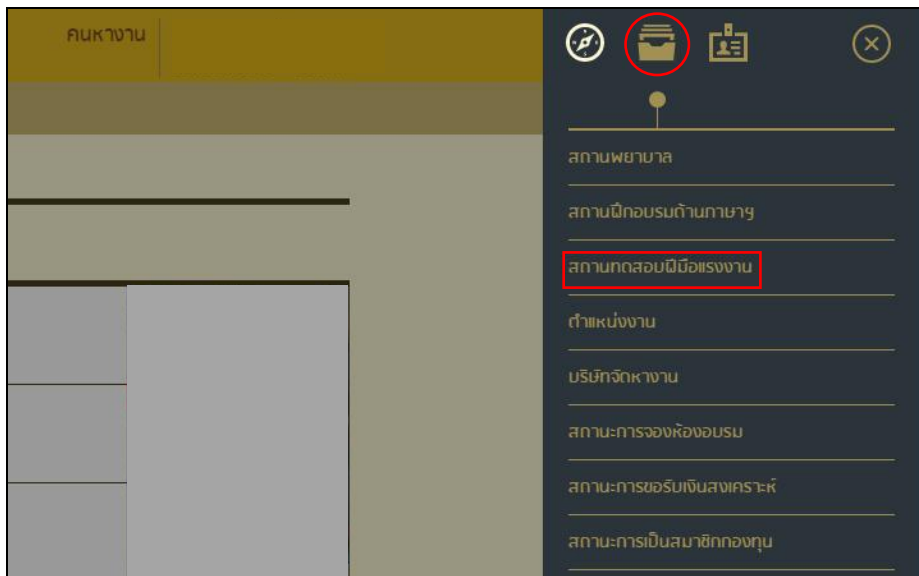 ค้นหางาน
สถานพยาบาล
สถานฝึกอบรมด้านภาษาฯ
สถานทดสอบฝีมือแรงงาน
ตำแหน่งงาน
บริษัทจัดหางาน
สถานะการจองห้องอบรม
สถานะการขอรับเงินสงเคราะห์
สถานะการเป็นสมาชิกกองทุน